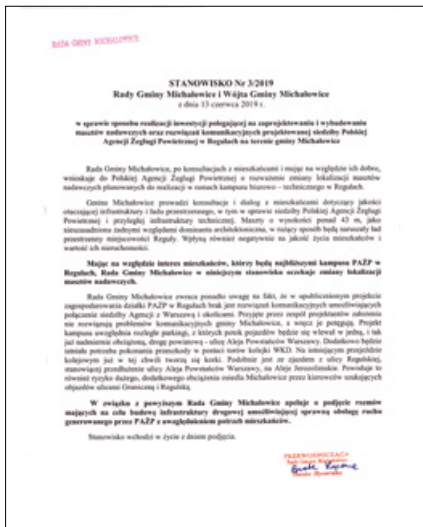 RADA GMINY MICHAŁOWICE
STANOWISKO Nr 3/2019
Rady Gminy Michałowice i Wójta Gminy Michałowice
z dnia 13 czerwca 2019 r.
w sprawie sposobu realizacji inwestycji polegającej na zaprojektowaniu i wybudowaniu
masztów nadawczych oraz rozwiązań komunikacyjnych projektowanej siedziby Polskiej
Agencji Żeglugi Powietrznej w Regułach na terenie gminy Michałowice
Rada Gminy Michałowice, po konsultacjach z mieszkańcami i mając na względzie ich dobro,
wnioskuje do Polskiej Agencji Żeglugi Powietrznej o rozważenie zmiany lokalizacji masztów
nadawczych planowanych do realizacji w ramach kampusu biurowo – technicznego w Regułach.
Gmina Michałowice prowadzi konsultacje i dialog z mieszkańcami dotyczący jakości
otaczającej infrastruktury i ładu przestrzennego, w tym w sprawie siedziby Polskiej Agencji Żeglugi
Powietrznej i przyległej infrastruktury technicznej. Maszty o wysokości ponad 43 m, jako
nieuzasadniona żadnymi względami dominanta architektoniczna, w rażący sposób będą naruszały ład
przestrzenny miejscowości Reguły. Wpłyną również negatywnie na jakość życia mieszkańców i
wartość ich nieruchomości.
Mając na względzie interes mieszkańców, którzy będą najbliższymi kampusu PAŻP w
Regułach, Rada Gminy Michałowice w niniejszym stanowisku oczekuje zmiany lokalizacji
masztów nadawczych.
Rada Gminy Michałowice zwraca ponadto uwagę na fakt, że w upublicznionym projekcie
zagospodarowania działki PAŻP w Regułach brak jest rozwiązań komunikacyjnych umożliwiających
połączenie siedziby Agencji z Warszawą i okolicami. Przyjęte przez zespół projektantów założenia
nie rozwiązują problemów komunikacyjnych gminy Michałowice, a wręcz je potęgują. Projekt
kampusu uwzględnia rozległe parkingi, z których potok pojazdów będzie się wlewał w jedną, i tak
już nadmiernie obciążoną, drogę powiatową - ulicę Aleja Powstańców Warszawy. Dodatkowo będzie
istniała potrzeba pokonania przeszkody w postaci torów kolejki WKD. Na istniejącym przejeździe
kolejowym już w tej chwili tworzą się korki. Podobnie jest ze zjazdem z ulicy Regulskiej,
stanowiącej przedłużenie ulicy Aleja Powstańców Warszawy, na Aleje Jerozolimskie. Powoduje to
również ryzyko dużego, dodatkowego obciążenia osiedla Michałowice przez kierowców szukających
objazdów ulicami Graniczną i Regulską.
W związku z powyższym Rada Gminy Michałowice apeluje o podjęcie rozmów
mających na celu budowę infrastruktury drogowej umożliwiającej sprawną obsługę ruchu
generowanego przez PAŻP z uwzględnieniem potrzeb mieszkańców.
Stanowisko wchodzi w życie z dniem podjęcia.
PRZEWODNICZĄCA
Rady Gminy Michałowice